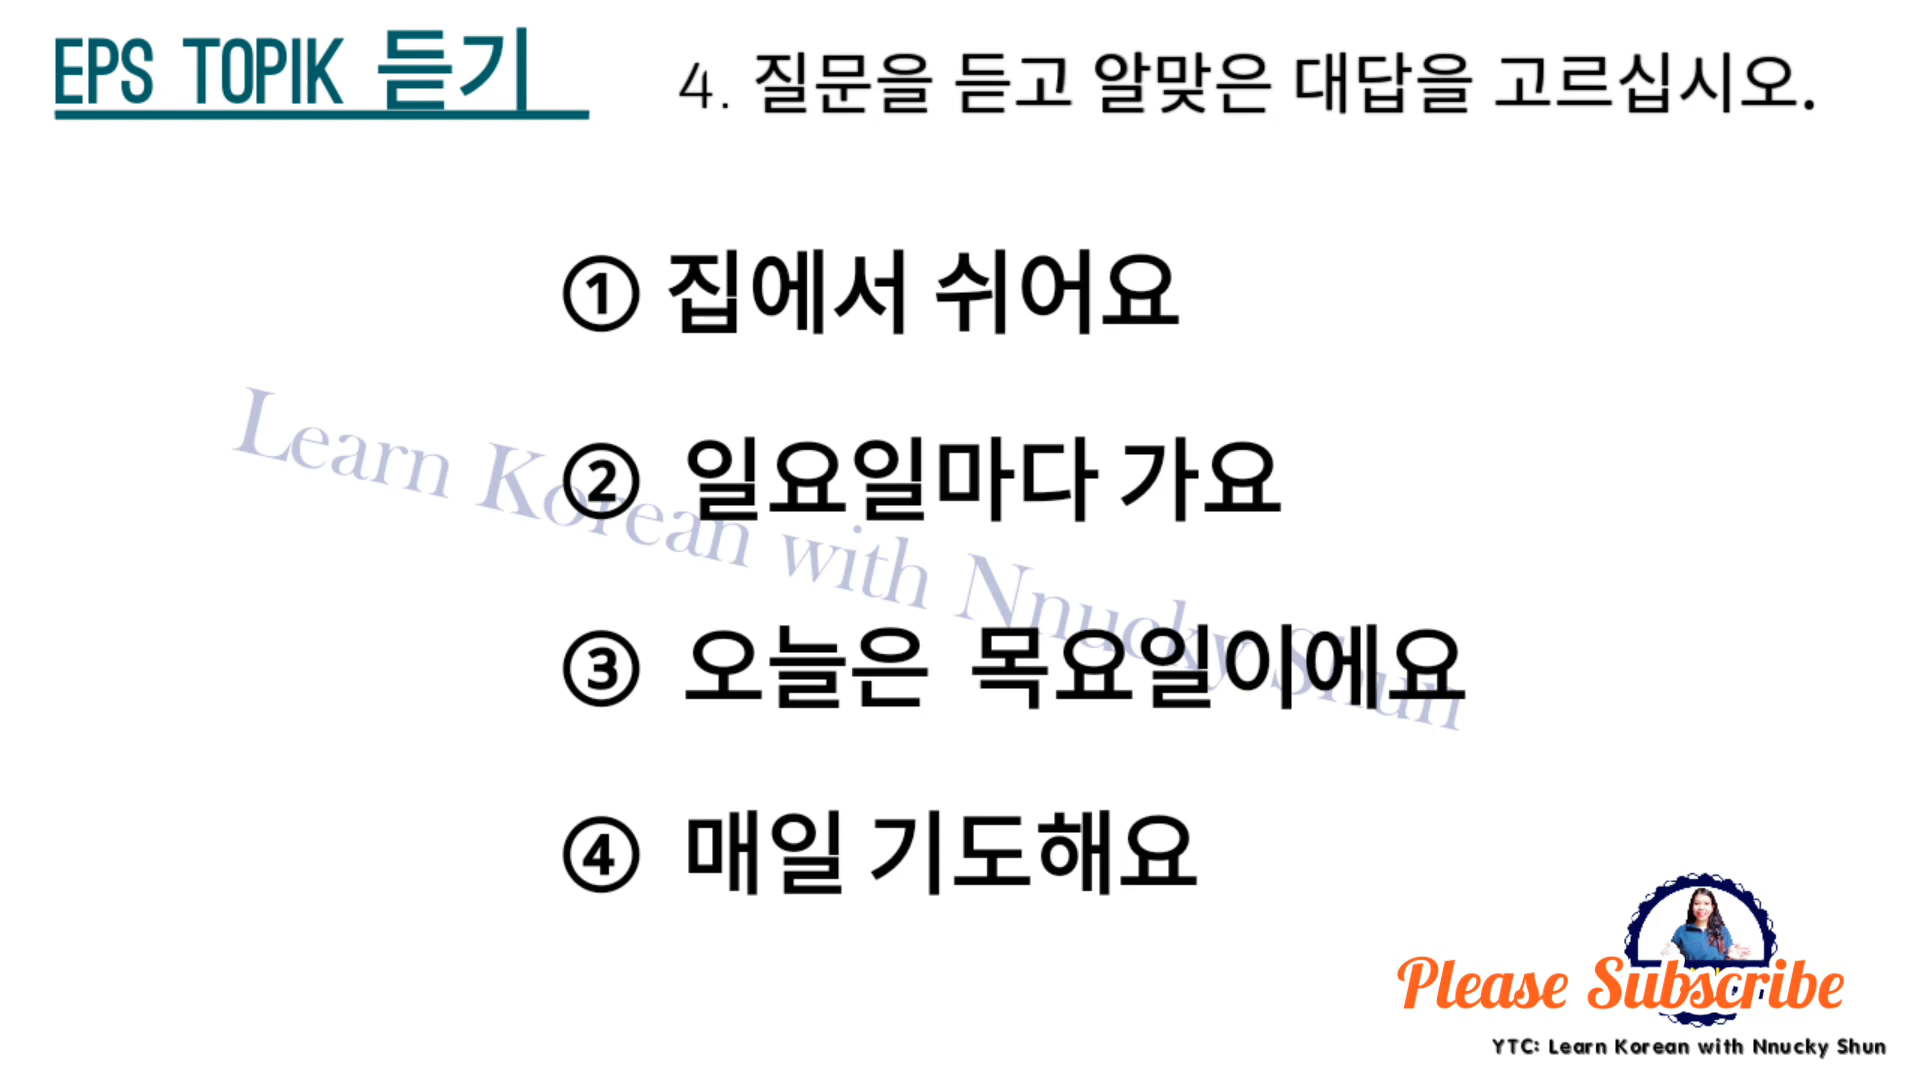 EPS TOPIK 듣기
4. 질문을 듣고 알맞은 대답을 고르십시오.
① 집에서 쉬어요
② 일요일마다 가요
③ 오늘은 목요일이에요
④ 매일 기도해요
Learn Korean with Nnucky Shun
Please Subscribe
YTC: Learn Korean with Nnucky Shun